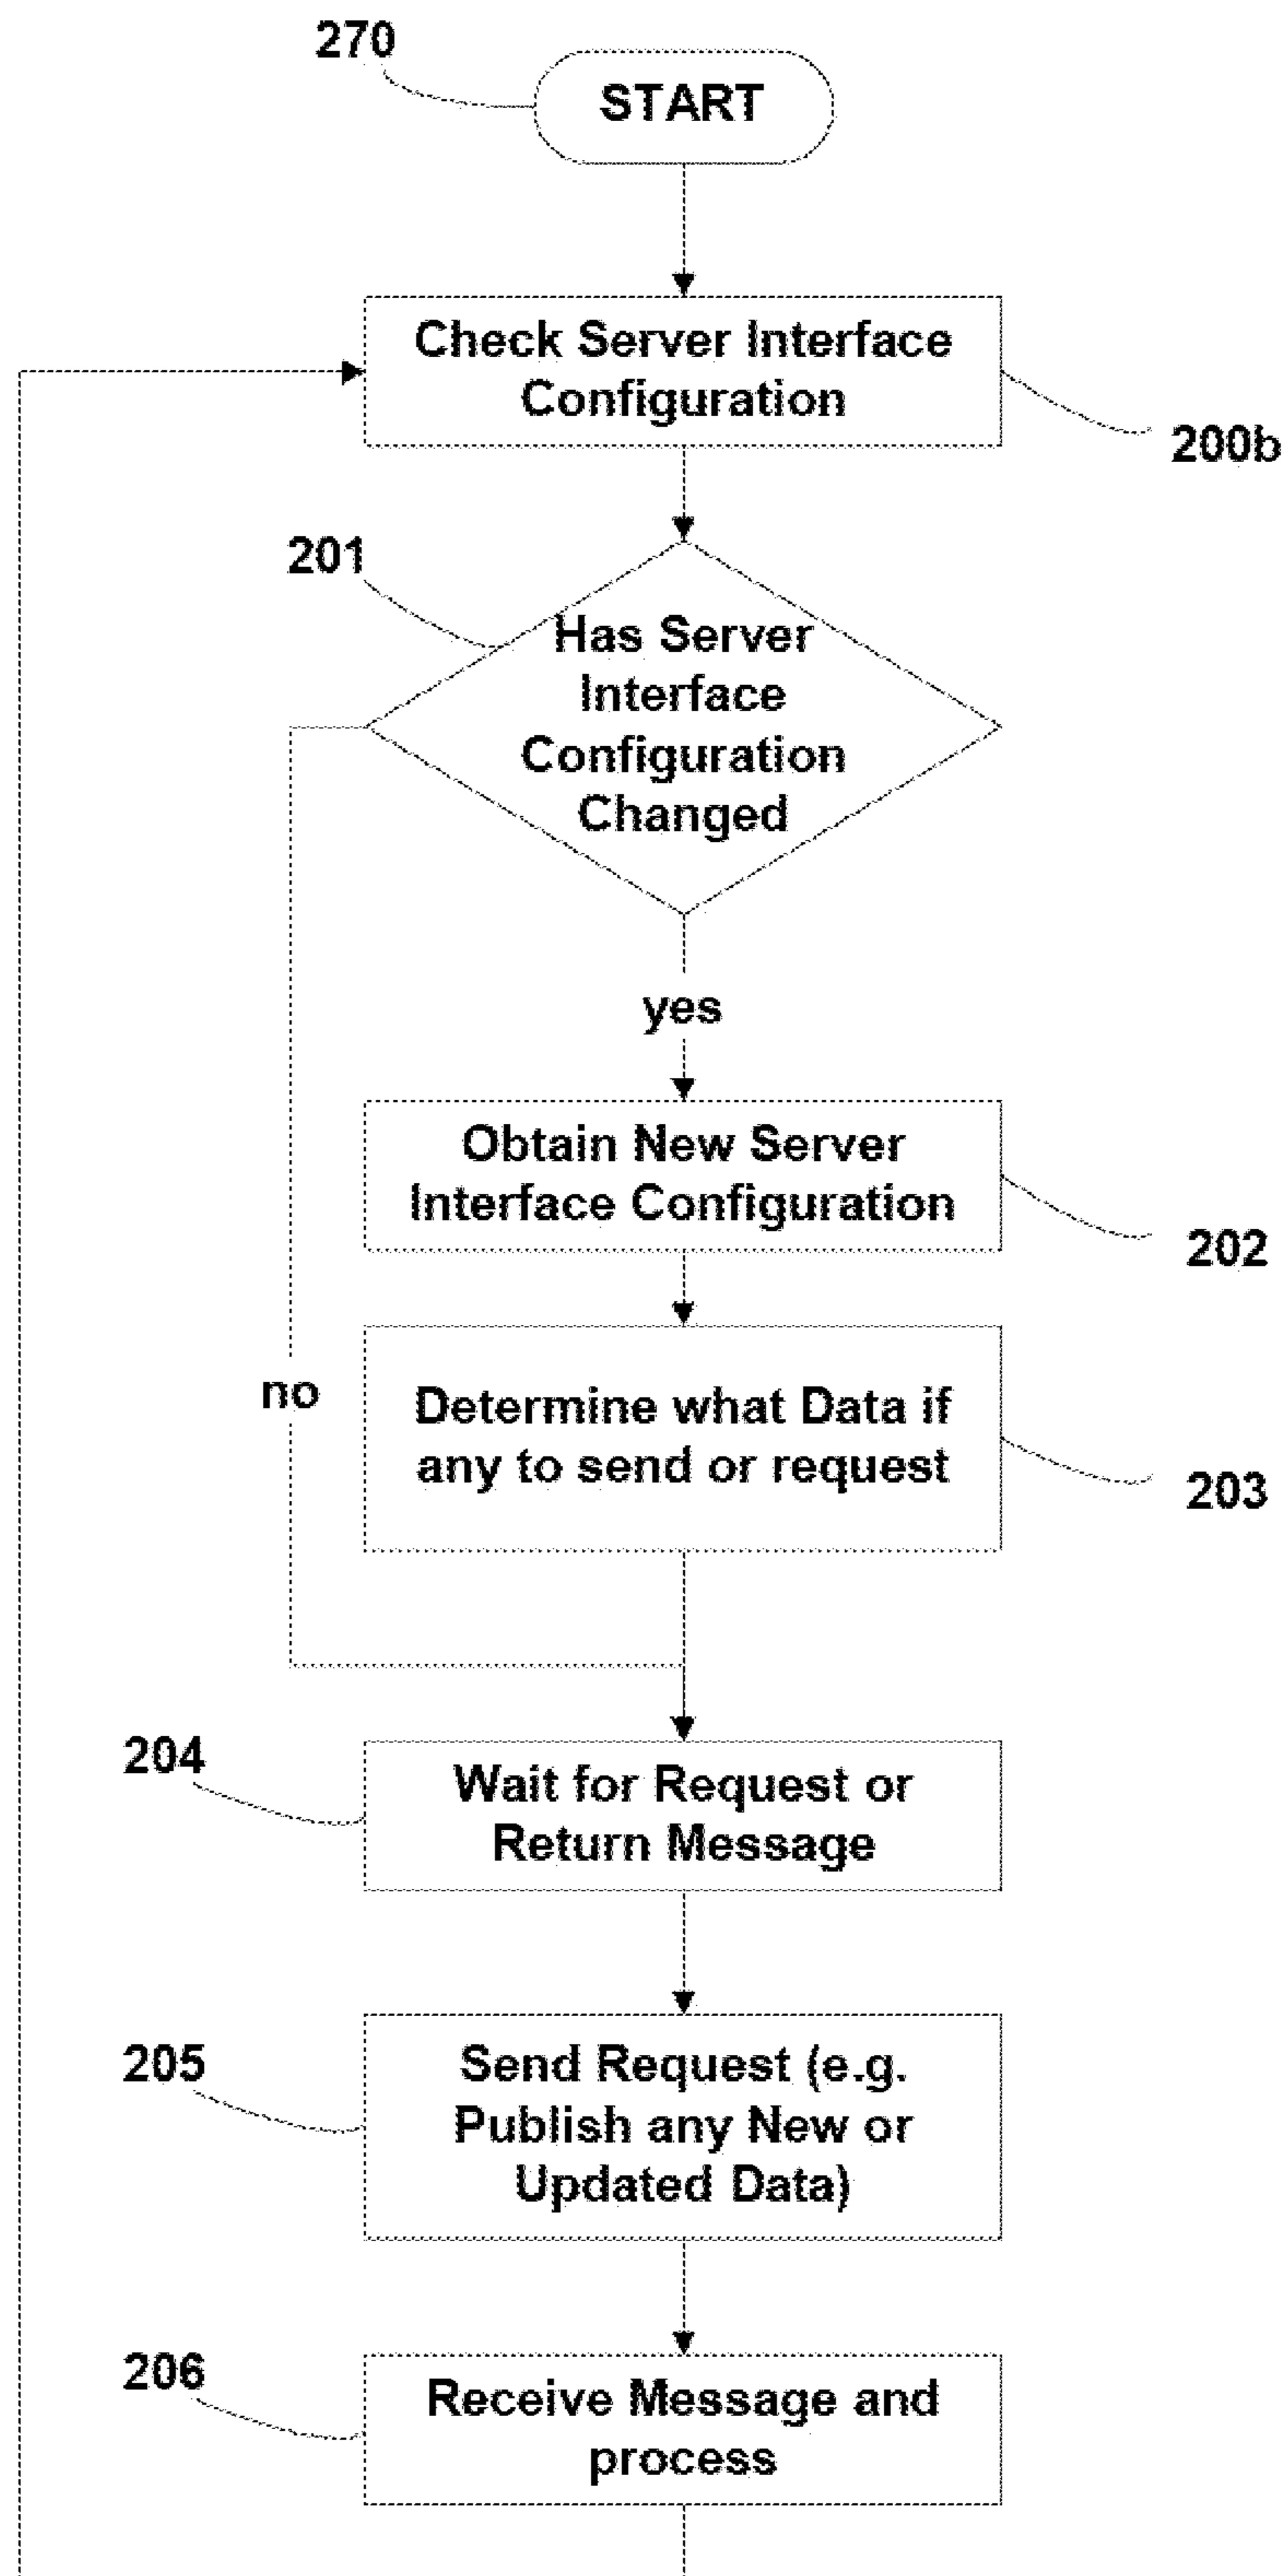 270
START
Check Server Interface
Configuration
200b
201
Has Server
Interface
Configuration
Changed
yes
Obtain New Server
Interface Configuration
202
no
Determine what Data if
any to send or request
203
204
Wait for Request or
Return Message
205
Send Request (e.g.
Publish any New or
Updated Data)
206
Receive Message and
process